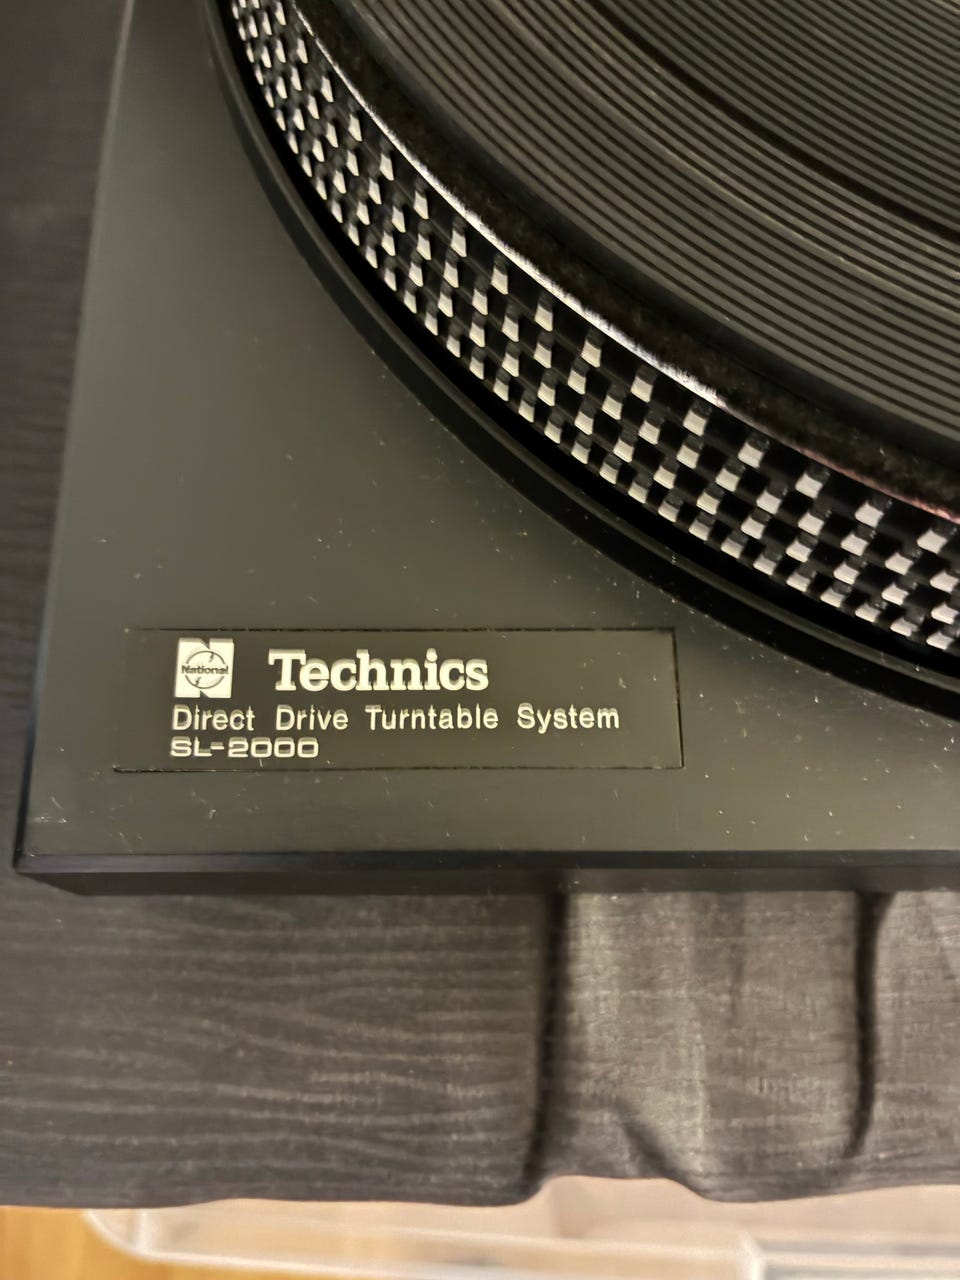 National Technics
Direct Drive Turntable System
SL-2000